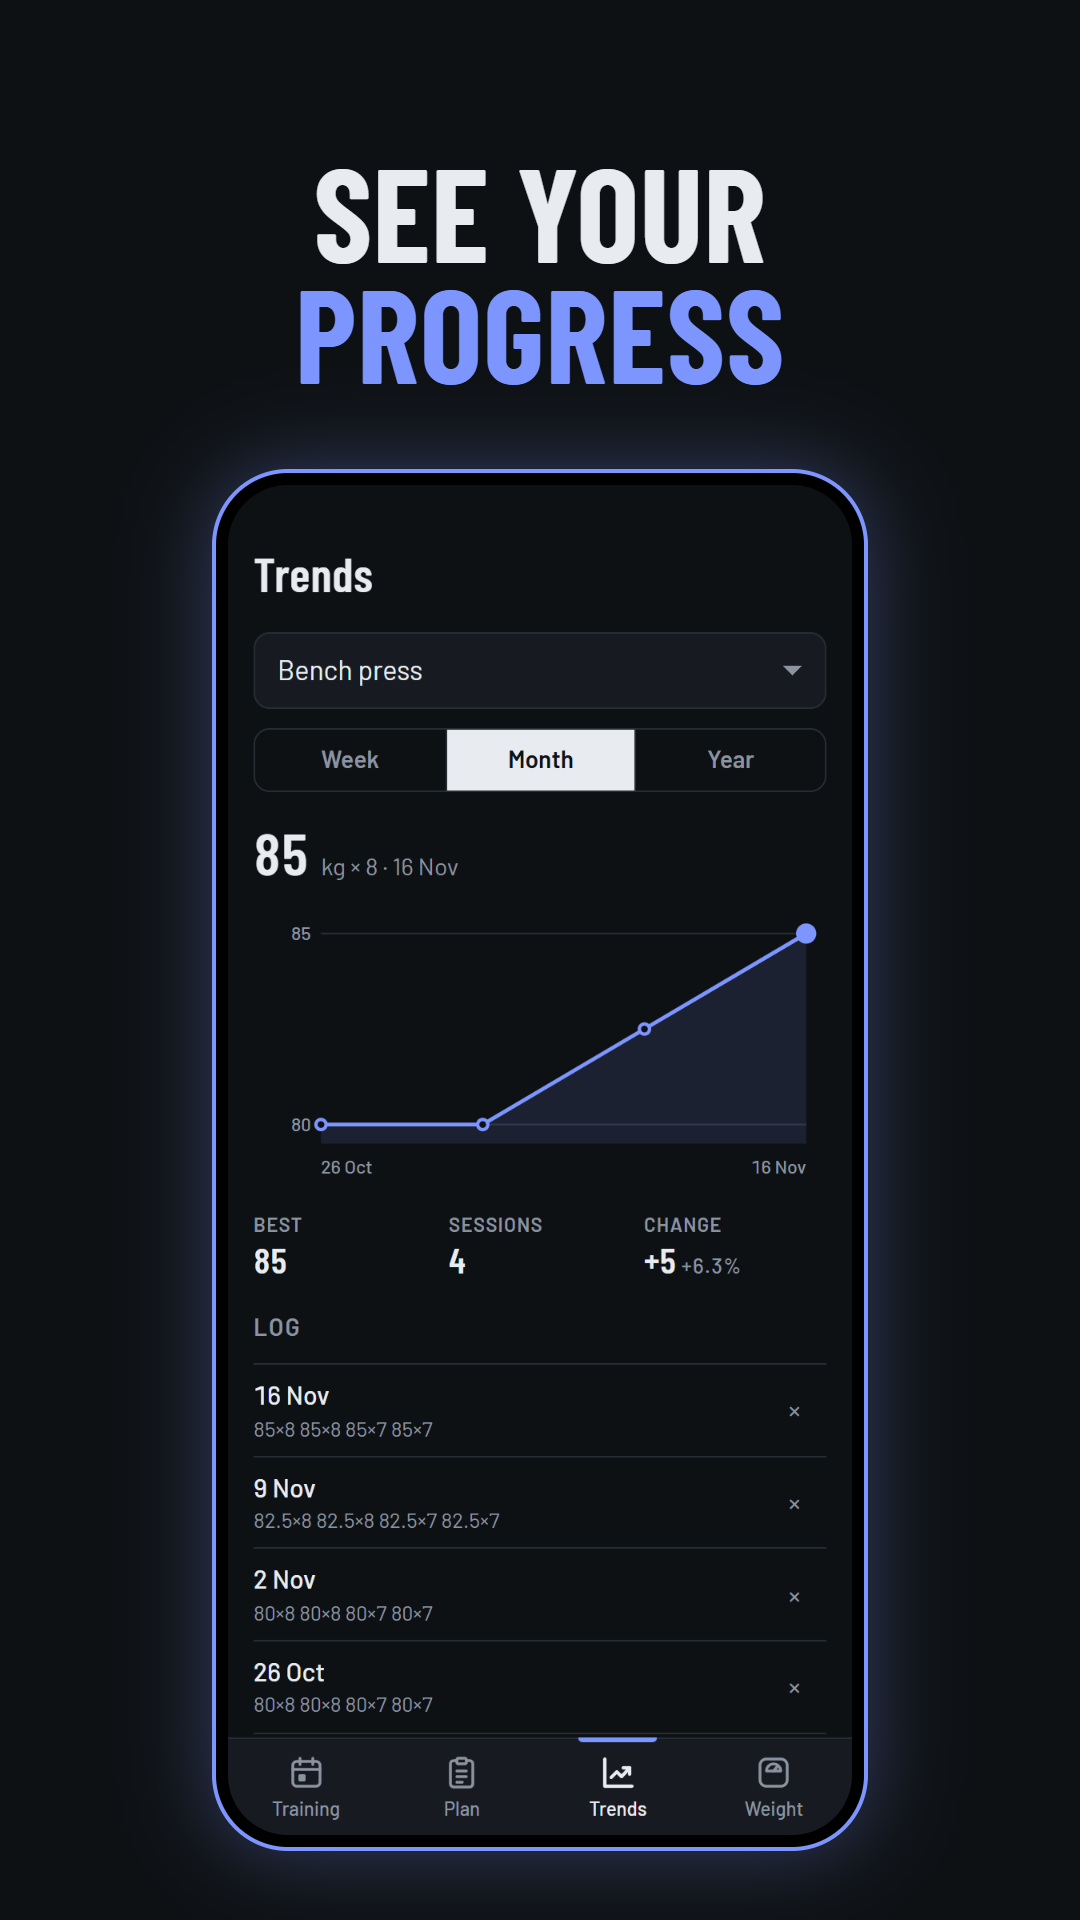 SEE YOUR
PROGRESS
Trends
Bench press
Week Month Year
85 kg × 8 · 16 Nov
85
80
26 Oct 16 Nov
BEST SESSIONS CHANGE
85 4 +5 +6.3%
LOG
16 Nov
85×8 85×8 85×7 85×7
×
9 Nov
82.5×8 82.5×8 82.5×7 82.5×7
×
2 Nov
80×8 80×8 80×7 80×7
×
26 Oct
80×8 80×8 80×7 80×7
×
Training Plan Trends Weight